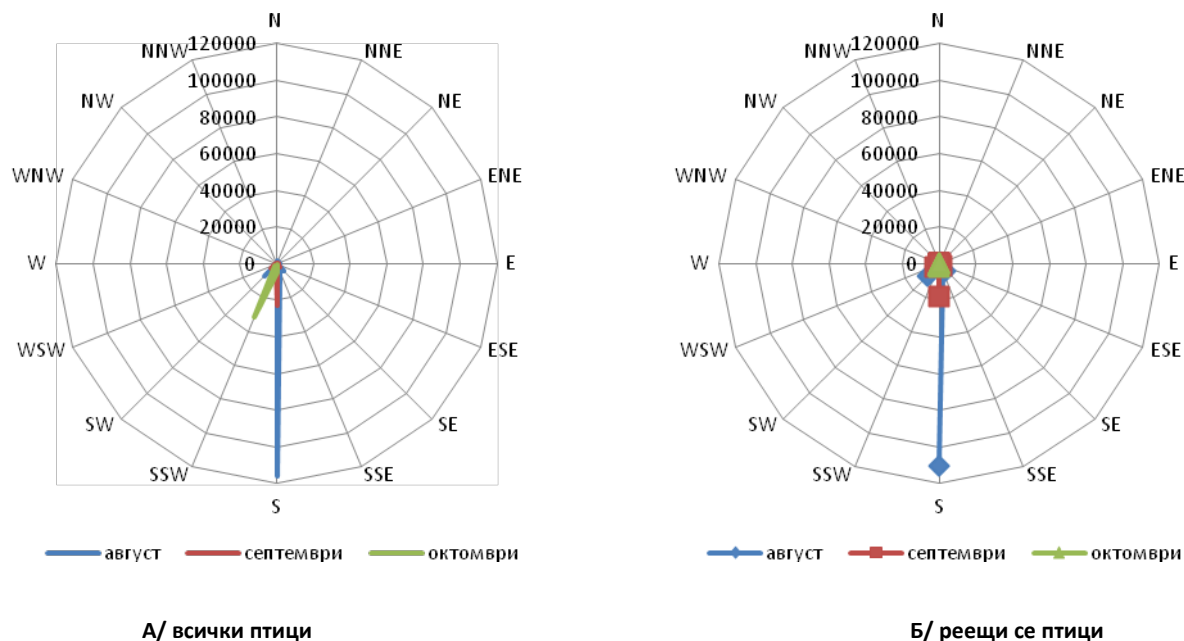 N
120000
100000
80000
60000
40000
20000
0
NNE
NE
ENE
E
ESE
SE
SSE
S
SSW
SW
WSW
W
WNW
NW
NNW
август септември октомври
А/ всички птици
N
120000
100000
80000
60000
40000
20000
0
NNE
NE
ENE
E
ESE
SE
SSE
S
SSW
SW
WSW
W
WNW
NW
NNW
август септември октомври
Б/ реещи се птици